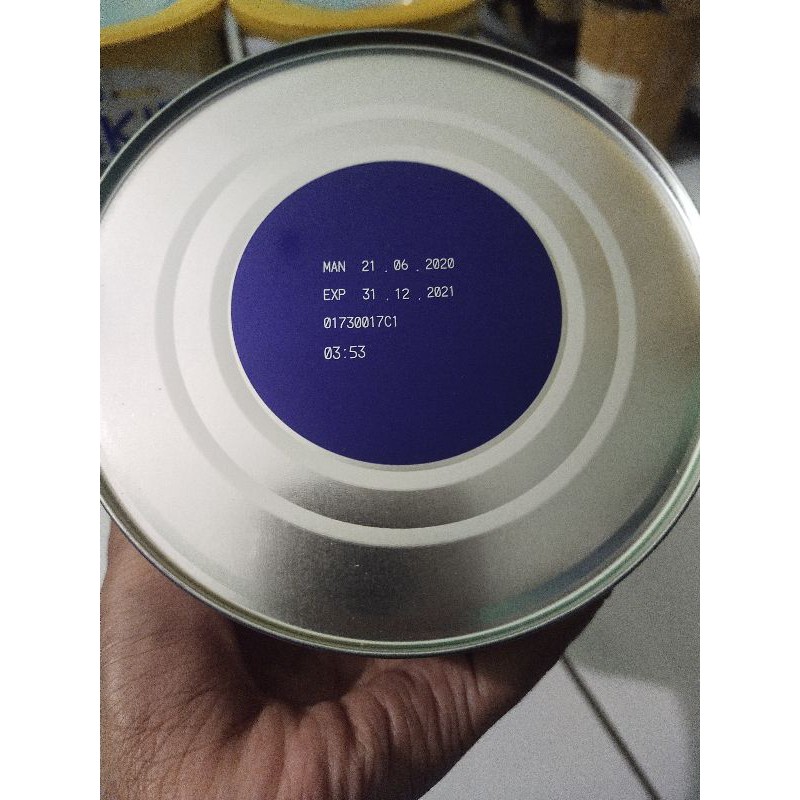 MAN 21 . 06 . 2020
EXP 31 . 12 . 2021
01730017C1
03:53